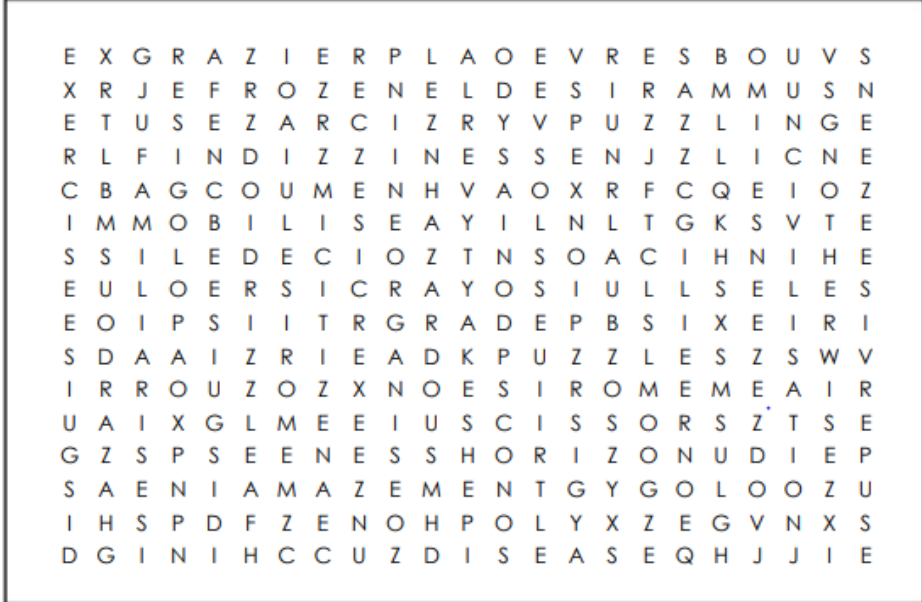 E X G R A Z I E R P L A O E V R E S B O U V S
X R J E F R O Z E N E L D E S I R A M M U S N
E T U S E Z A R C I Z R Y V P U Z Z L I N G E
R L F I N D I Z Z I N E S S E N J Z L I C N E
C B A G C O U M E N H V A O X R F C Q E I O Z
I M M O B I L I S E A Y I L N L T G K S V T E
S S I L E D E C I O Z T N S O A C I H N I H E
E U L O E R S I C R A Y O S I U L L S E L E S
E O I P S I I T R G R A D E P B S I X E I R I
S D A A I Z R I E A D K P U Z Z L E S Z S W V
I R R O U Z O Z X N O E S I R O M E M E A I R
U A I X G L M E E I U S C I S S O R S Z T S E
G Z S P S E E N E S S H O R I Z O N U D I E P
S A E N I A M A Z E M E N T G Y G O L O O Z U
I H S P D F Z E N O H P O L Y X Z E G V N X S
D G I N I H C C U Z D I S E A S E Q H J J I E